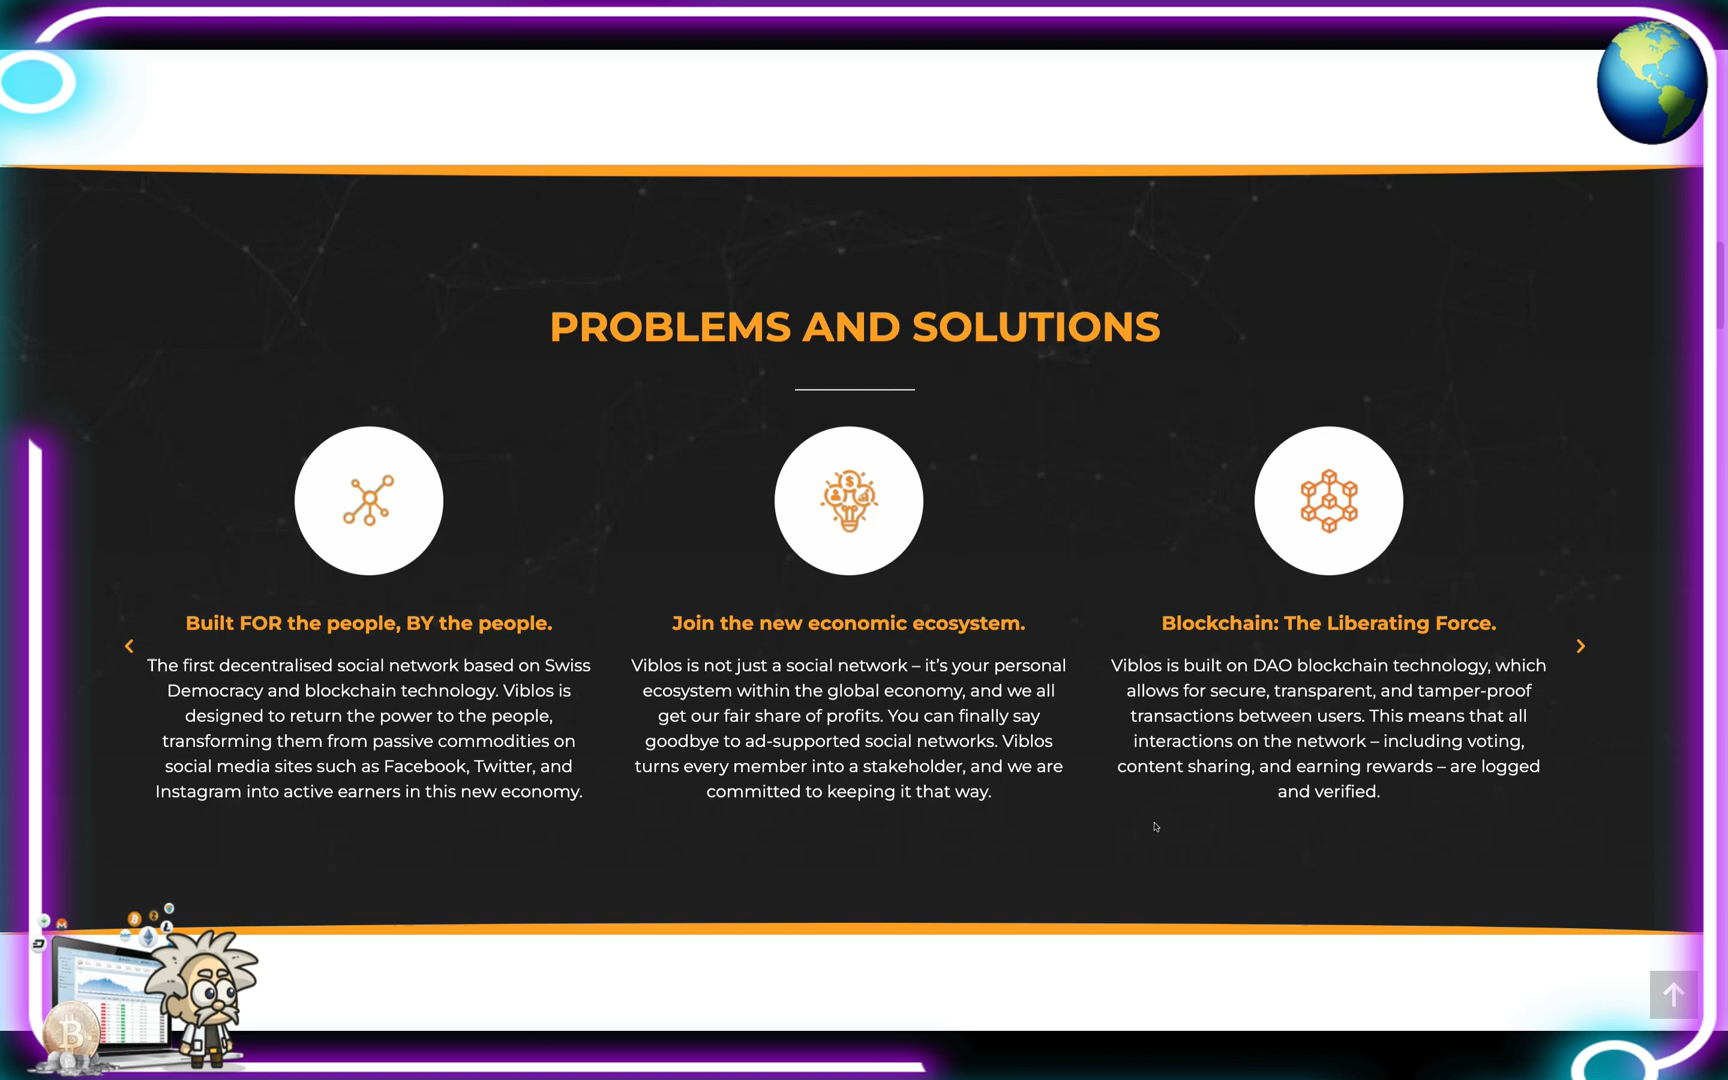 PROBLEMS AND SOLUTIONS
Built FOR the people, BY the people.
The first decentralised social network based on Swiss
Democracy and blockchain technology. Viblos is
designed to return the power to the people,
transforming them from passive commodities on
social media sites such as Facebook, Twitter, and
Instagram into active earners in this new economy.
Join the new economic ecosystem.
Viblos is not just a social network – it’s your personal
ecosystem within the global economy, and we all
get our fair share of profits. You can finally say
goodbye to ad-supported social networks. Viblos
turns every member into a stakeholder, and we are
committed to keeping it that way.
Blockchain: The Liberating Force.
Viblos is built on DAO blockchain technology, which
allows for secure, transparent, and tamper-proof
transactions between users. This means that all
interactions on the network – including voting,
content sharing, and earning rewards – are logged
and verified.